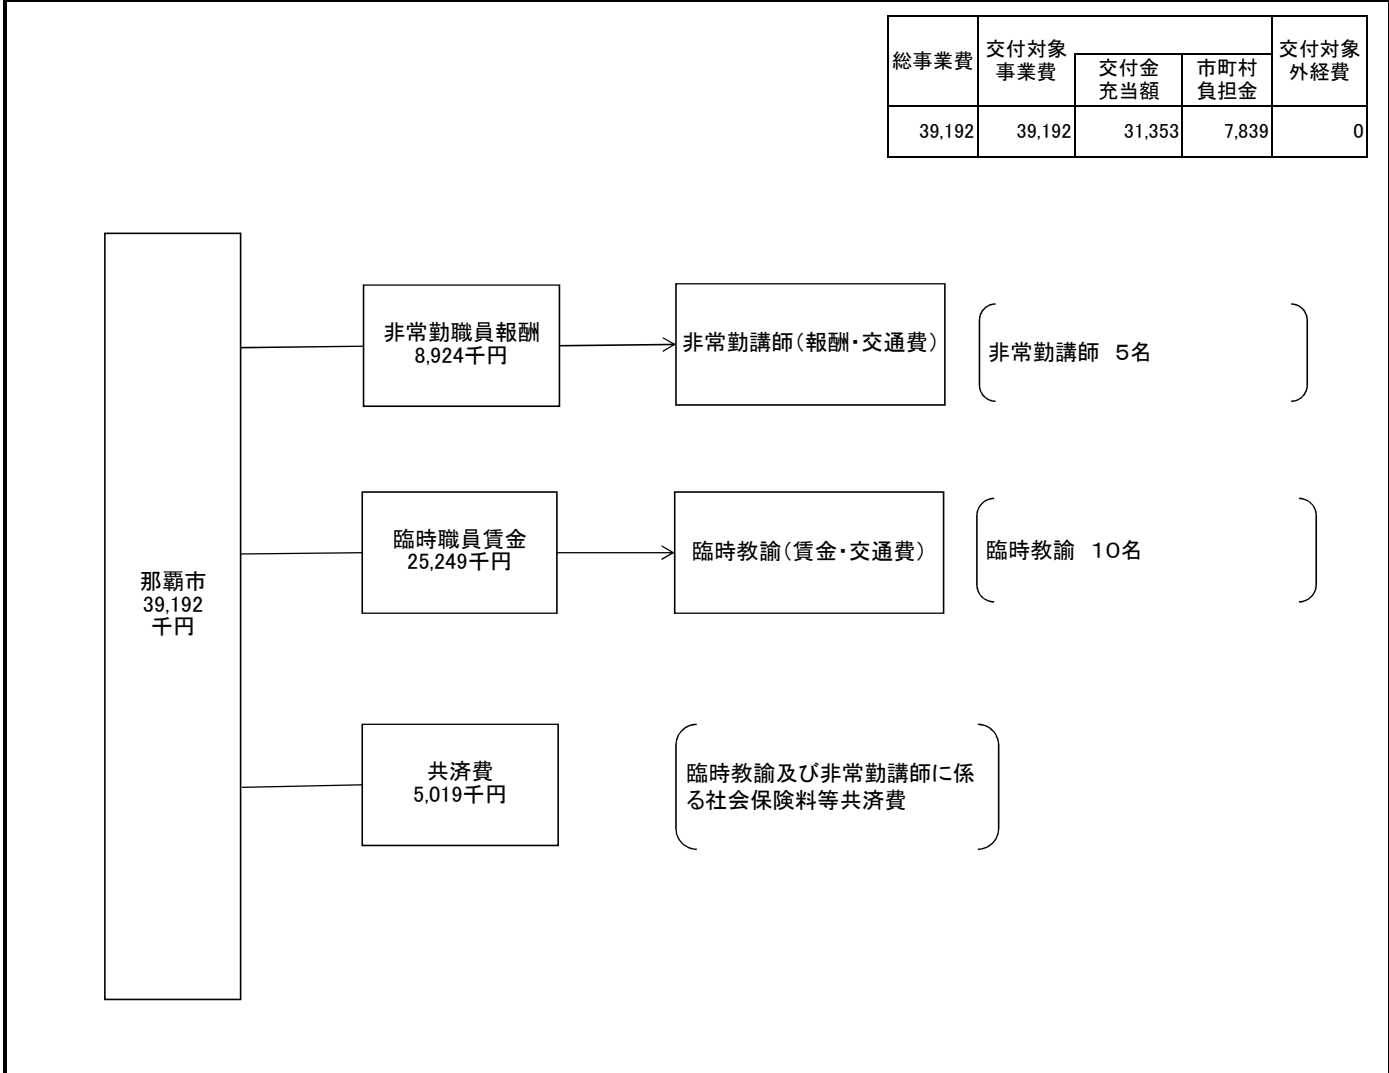 総事業費
交付対象
事業費
交付金
充当額
市町村
負担金
交付対象
外経費
39,192
39,192
31,353
7,839
0
那覇市
39,192
千円
非常勤職員報酬
8,924千円
非常勤講師(報酬・交通費)
非常勤講師　5名
臨時職員賃金
25,249千円
臨時教諭(賃金・交通費)
臨時教諭　10名
共済費
5,019千円
臨時教諭及び非常勤講師に係
る社会保険料等共済費